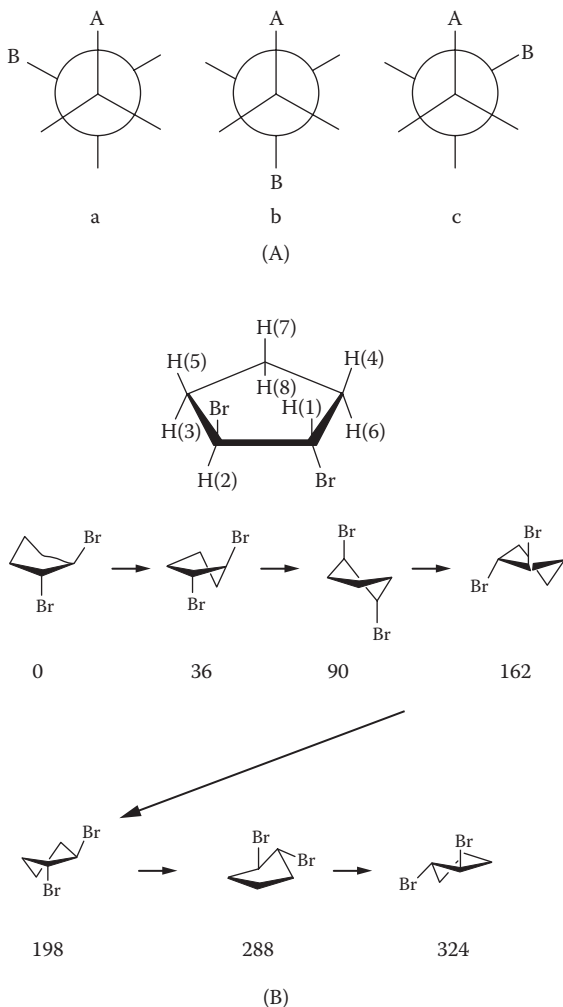 A A A
B B
B
a b c
(A)
H(7)
H(5) H(4)
H(8)
Br H(1)
H(3) H(6)
H(2) Br
Br Br Br Br
Br Br Br Br
0 36 90 162
Br Br Br
Br Br Br
198 288 324
(B)